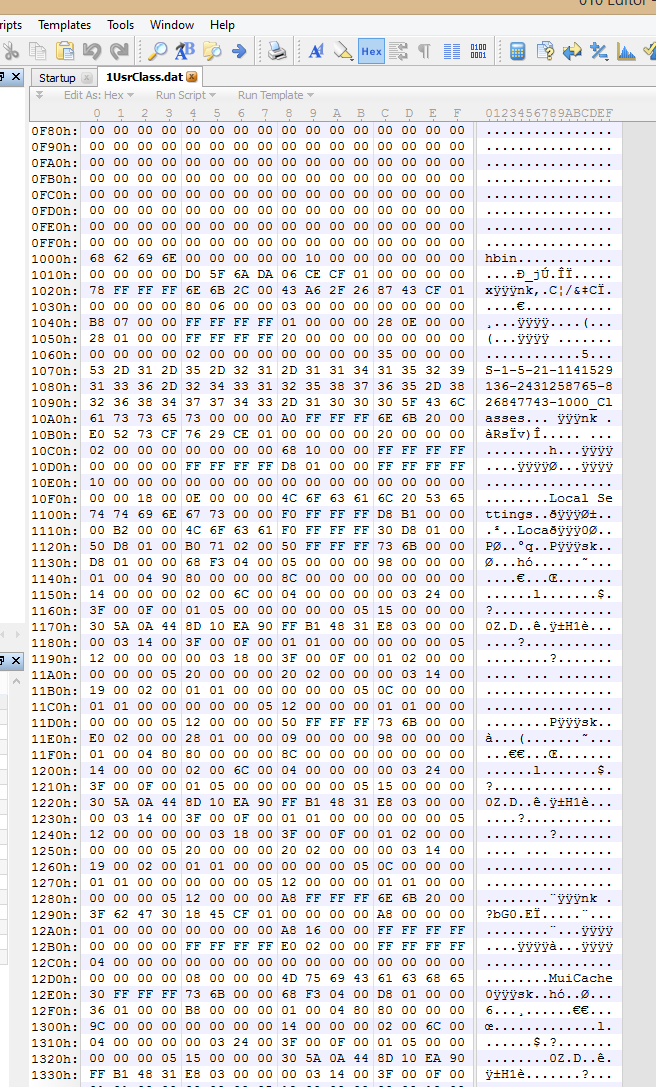 010 Editor -
ripts Templates Tools Window Help
Hex
Startup 1UsrClass.dat
Edit As: Hex Run Script Run Template
0 1 2 3 4 5 6 7 8 9 A B C D E F 0123456789ABCDEF
0F80h: 00 00 00 00 00 00 00 00 00 00 00 00 00 00 00 00 ................
0F90h: 00 00 00 00 00 00 00 00 00 00 00 00 00 00 00 00 ................
0FA0h: 00 00 00 00 00 00 00 00 00 00 00 00 00 00 00 00 ................
0FB0h: 00 00 00 00 00 00 00 00 00 00 00 00 00 00 00 00 ................
0FC0h: 00 00 00 00 00 00 00 00 00 00 00 00 00 00 00 00 ................
0FD0h: 00 00 00 00 00 00 00 00 00 00 00 00 00 00 00 00 ................
0FE0h: 00 00 00 00 00 00 00 00 00 00 00 00 00 00 00 00 ................
0FF0h: 00 00 00 00 00 00 00 00 00 00 00 00 00 00 00 00 ................
1000h: 68 62 69 6E 00 00 00 00 00 10 00 00 00 00 00 00 hbin............
1010h: 00 00 00 00 D0 5F 6A DA 06 CE CF 01 00 00 00 00 ....Ð_jÚ.ÎÏ.....
1020h: 78 FF FF FF 6E 6B 2C 00 43 A6 2F 26 87 43 CF 01 xÿÿÿnk,.C¦/&‡CÏ.
1030h: 00 00 00 00 80 06 00 00 03 00 00 00 00 00 00 00 ....€...........
1040h: B8 07 00 00 FF FF FF FF 01 00 00 00 28 0E 00 00 ¸...ÿÿÿÿ....(...
1050h: 28 01 00 00 FF FF FF FF 20 00 00 00 00 00 00 00 (...ÿÿÿÿ .......
1060h: 00 00 00 00 02 00 00 00 00 00 00 00 35 00 00 00 ............5...
1070h: 53 2D 31 2D 35 2D 32 31 2D 31 31 34 31 35 32 39 S-1-5-21-1141529
1080h: 31 33 36 2D 32 34 33 31 32 35 38 37 36 35 2D 38 136-2431258765-8
1090h: 32 36 38 34 37 37 34 33 2D 31 30 30 30 5F 43 6C 26847743-1000_Cl
10A0h: 61 73 73 65 73 00 00 00 A0 FF FF FF 6E 6B 20 00 asses... ÿÿÿnk .
10B0h: E0 52 73 CF 76 29 CE 01 00 00 00 00 20 00 00 00 àRsÏv)Î..... ...
10C0h: 02 00 00 00 00 00 00 00 68 10 00 00 FF FF FF FF ........h...ÿÿÿÿ
10D0h: 00 00 00 00 FF FF FF FF D8 01 00 00 FF FF FF FF ....ÿÿÿÿØ...ÿÿÿÿ
10E0h: 10 00 00 00 00 00 00 00 00 00 00 00 00 00 00 00 ................
10F0h: 00 00 18 00 0E 00 00 00 4C 6F 63 61 6C 20 53 65 ........Local Se
1100h: 74 74 69 6E 67 73 00 00 F0 FF FF FF D8 B1 00 00 ttings..ðÿÿÿØ±..
1110h: 00 B2 00 00 4C 6F 63 61 F0 FF FF FF 30 D8 01 00 .²..Locaðÿÿÿ0Ø..
1120h: 50 D8 01 00 B0 71 02 00 50 FF FF FF 73 6B 00 00 PØ..°q..Pÿÿÿsk..
1130h: D8 01 00 00 68 F3 04 00 05 00 00 00 98 00 00 00 Ø...hó......˜...
1140h: 01 00 04 90 80 00 00 00 8C 00 00 00 00 00 00 00 ....€...Œ.......
1150h: 14 00 00 00 02 00 6C 00 04 00 00 00 00 03 24 00 ......l.......$.
1160h: 3F 00 0F 00 01 05 00 00 00 00 00 05 15 00 00 00 ?...............
1170h: 30 5A 0A 44 8D 10 EA 90 FF B1 48 31 E8 03 00 00 0Z.D..ê.ÿ±H1è...
1180h: 00 03 14 00 3F 00 0F 00 01 01 00 00 00 00 00 05 ....?...........
1190h: 12 00 00 00 00 03 18 00 3F 00 0F 00 01 02 00 00 ........?.......
11A0h: 00 00 00 05 20 00 00 00 20 02 00 00 00 03 14 00 .... ... .......
11B0h: 19 00 02 00 01 01 00 00 00 00 00 05 0C 00 00 00 ................
11C0h: 01 01 00 00 00 00 00 05 12 00 00 00 01 01 00 00 ................
11D0h: 00 00 00 05 12 00 00 00 50 FF FF FF 73 6B 00 00 ........Pÿÿÿsk..
11E0h: E0 02 00 00 28 01 00 00 09 00 00 00 98 00 00 00 à...(.......˜...
11F0h: 01 00 04 80 80 00 00 00 8C 00 00 00 00 00 00 00 ...€€...Œ.......
1200h: 14 00 00 00 02 00 6C 00 04 00 00 00 00 03 24 00 ......l.......$.
1210h: 3F 00 0F 00 01 05 00 00 00 00 00 05 15 00 00 00 ?...............
1220h: 30 5A 0A 44 8D 10 EA 90 FF B1 48 31 E8 03 00 00 0Z.D..ê.ÿ±H1è...
1230h: 00 03 14 00 3F 00 0F 00 01 01 00 00 00 00 00 05 ....?...........
1240h: 12 00 00 00 00 03 18 00 3F 00 0F 00 01 02 00 00 ........?.......
1250h: 00 00 00 05 20 00 00 00 20 02 00 00 00 03 14 00 .... ... .......
1260h: 19 00 02 00 01 01 00 00 00 00 00 05 0C 00 00 00 ................
1270h: 01 01 00 00 00 00 00 05 12 00 00 00 01 01 00 00 ................
1280h: 00 00 00 05 12 00 00 00 A8 FF FF FF 6E 6B 20 00 ........¨ÿÿÿnk .
1290h: 3F 62 47 30 18 45 CF 01 00 00 00 00 A8 00 00 00 ?bG0.EÏ.....¨...
12A0h: 01 00 00 00 00 00 00 00 A8 16 00 00 FF FF FF FF ........¨...ÿÿÿÿ
12B0h: 00 00 00 00 FF FF FF FF E0 02 00 00 FF FF FF FF ....ÿÿÿÿà...ÿÿÿÿ
12C0h: 04 00 00 00 00 00 00 00 00 00 00 00 00 00 00 00 ................
12D0h: 00 00 00 00 08 00 00 00 4D 75 69 43 61 63 68 65 ........MuiCache
12E0h: 30 FF FF FF 73 6B 00 00 68 F3 04 00 D8 01 00 00 0ÿÿÿsk..hó..Ø...
12F0h: 36 01 00 00 B8 00 00 00 01 00 04 80 80 00 00 00 6...¸......€€...
1300h: 9C 00 00 00 00 00 00 00 14 00 00 00 02 00 6C 00 œ.............l.
1310h: 04 00 00 00 00 03 24 00 3F 00 0F 00 01 05 00 00 ......$.?.......
1320h: 00 00 00 05 15 00 00 00 30 5A 0A 44 8D 10 EA 90 ........0Z.D..ê.
1330h: FF B1 48 31 E8 03 00 00 00 03 14 00 3F 00 0F 00 ÿ±H1è.......?...